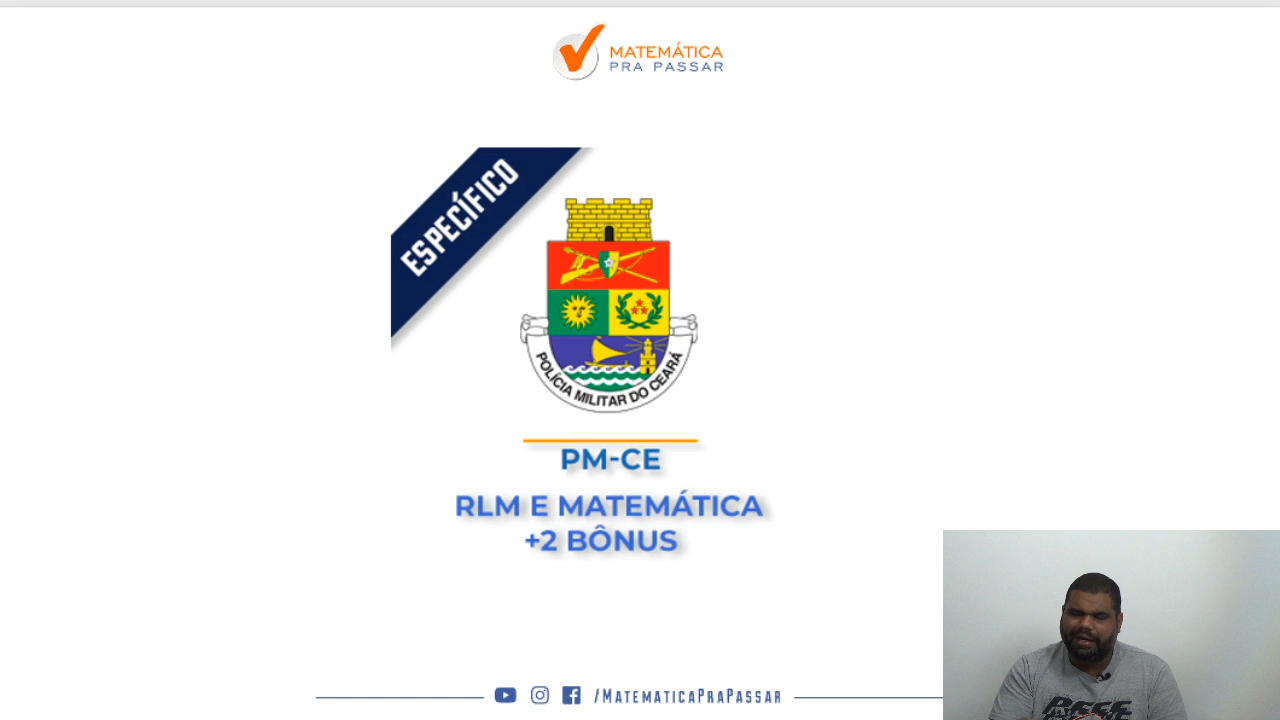 MATEMÁTICA
PRA PASSAR
ESPECÍFICO
POLÍCIA MILITAR DO CEARÁ
PM-CE
RLM E MATEMÁTICA
+2 BÔNUS
/MATEMATICAPRAPASSAR